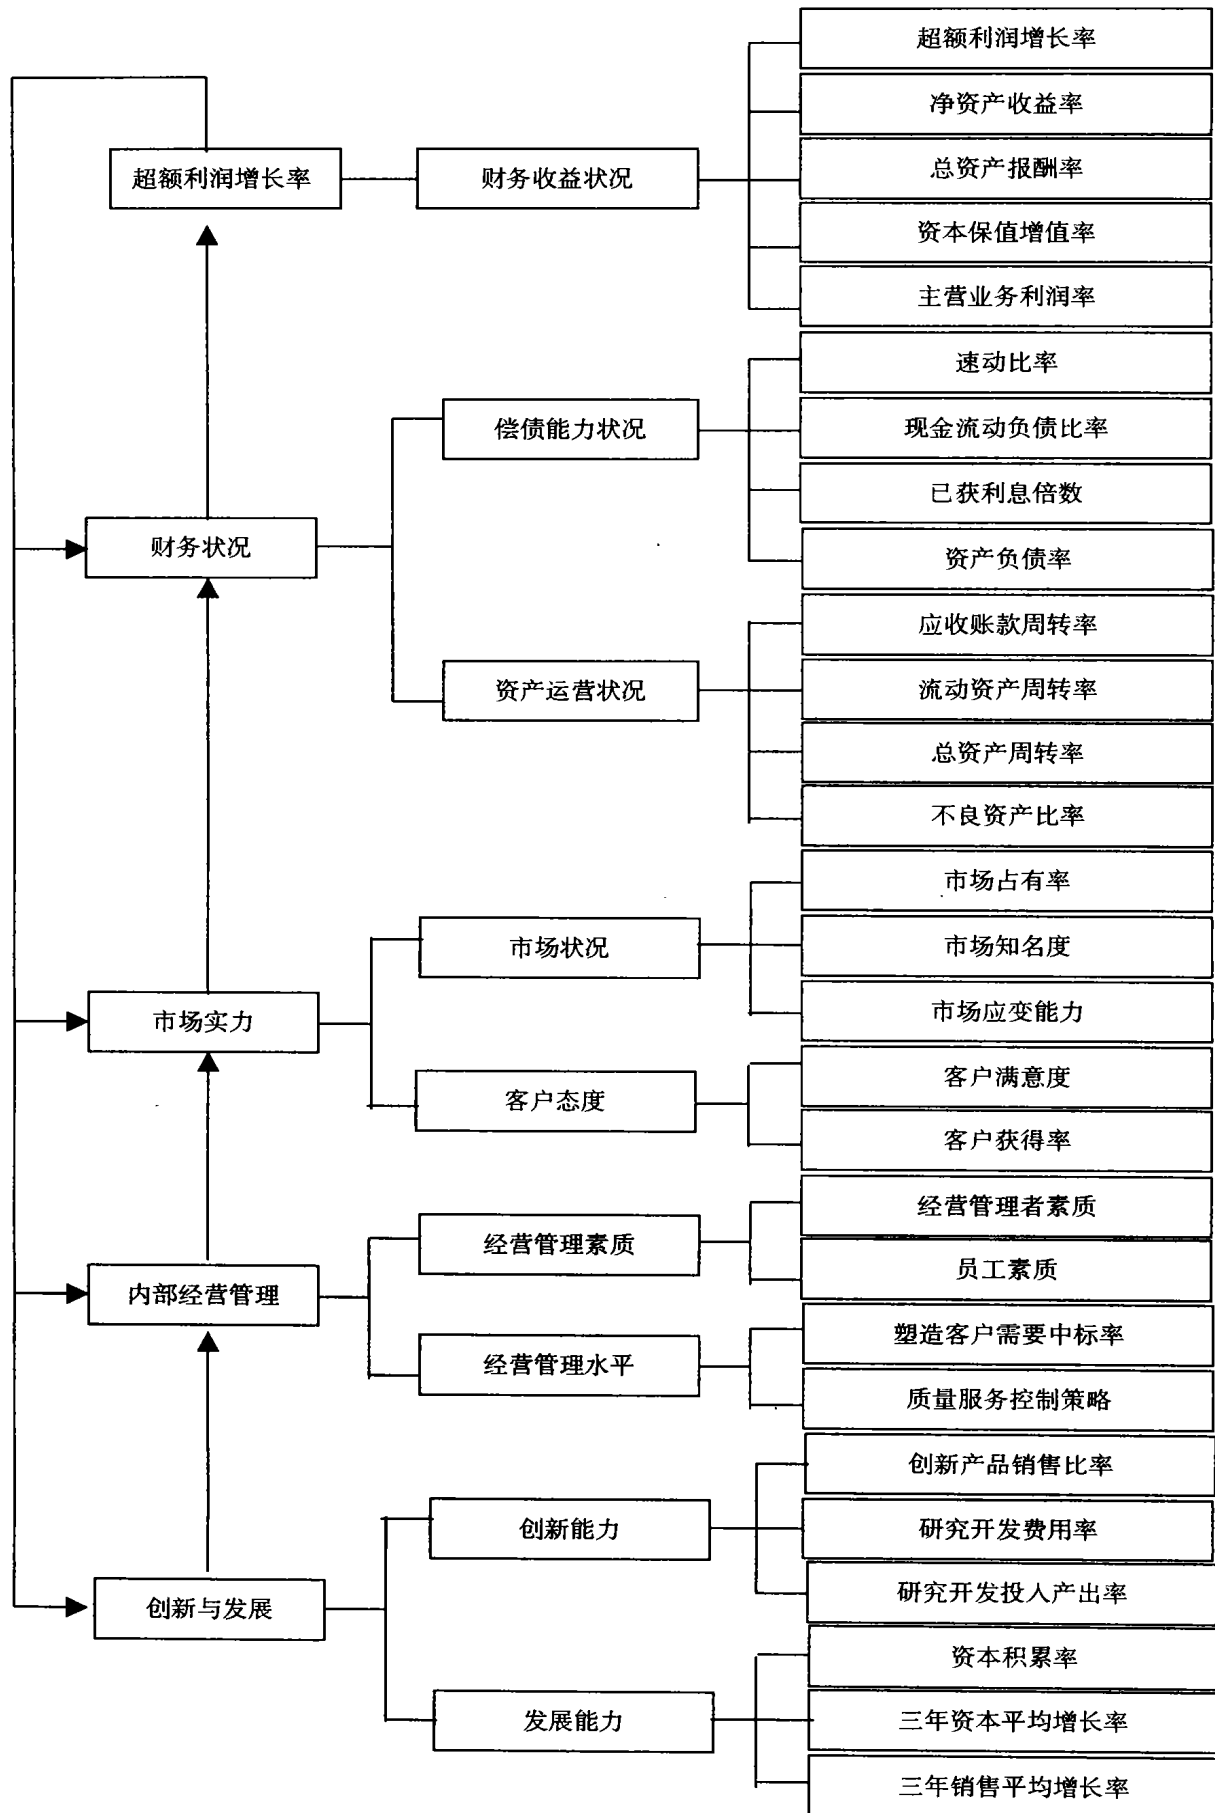 超额利润增长率
净资产收益率
超额利润增长率
财务收益状况
总资产报酬率
资本保值增值率
主营业务利润率
速动比率
偿债能力状况
现金流动负债比率
已获利息倍数
财务状况
资产负债率
应收账款周转率
资产运营状况
流动资产周转率
总资产周转率
不良资产比率
市场占有率
市场状况
市场知名度
市场实力
市场应变能力
客户态度
客户满意度
客户获得率
经营管理素质
经营管理者素质
员工素质
内部经营管理
塑造客户需要中标率
经营管理水平
质量服务控制策略
创新产品销售比率
创新能力
研究开发费用率
研究开发投入产出率
创新与发展
资本积累率
发展能力
三年资本平均增长率
三年销售平均增长率